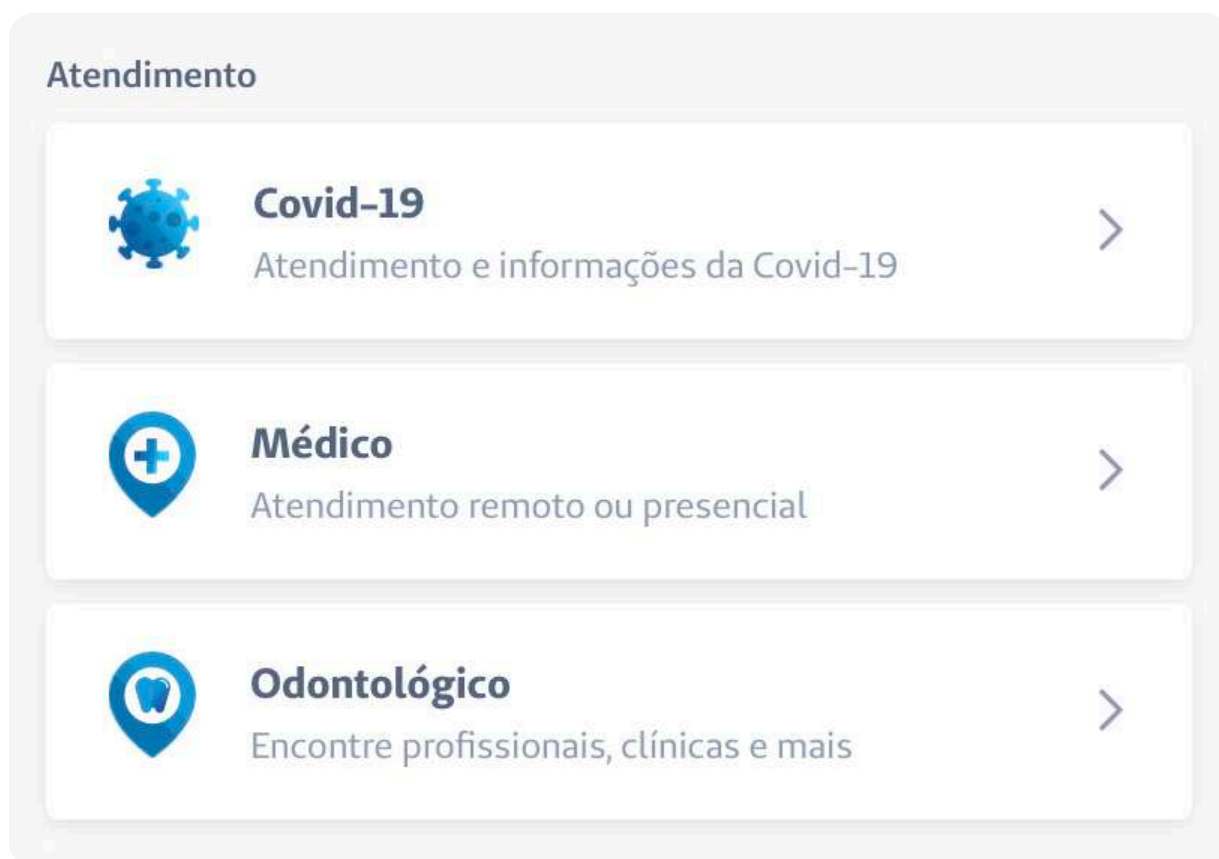 Atendimento
Covid-19
Atendimento e informações da Covid-19
Médico
Atendimento remoto ou presencial
Odontológico
Encontre profissionais, clínicas e mais